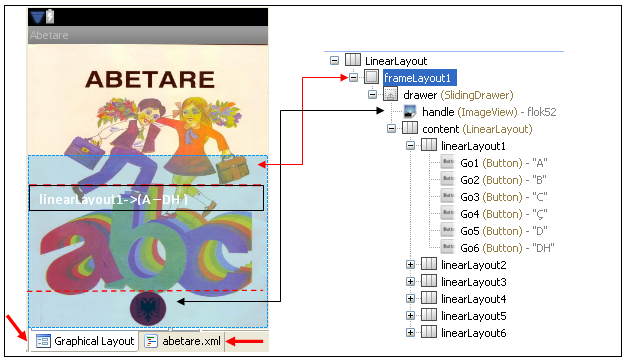 Abetare
ABETARE
linearLayout1->(A-DH)
abc
Graphical Layout
abetare.xml
LinearLayout
frameLayout1
drawer (SlidingDrawer)
handle (ImageView) - flok52
content (LinearLayout)
linearLayout1
Go1 (Button) - "A"
Go2 (Button) - "B"
Go3 (Button) - "C"
Go4 (Button) - "Ç"
Go5 (Button) - "D"
Go6 (Button) - "DH"
linearLayout2
linearLayout3
linearLayout4
linearLayout5
linearLayout6